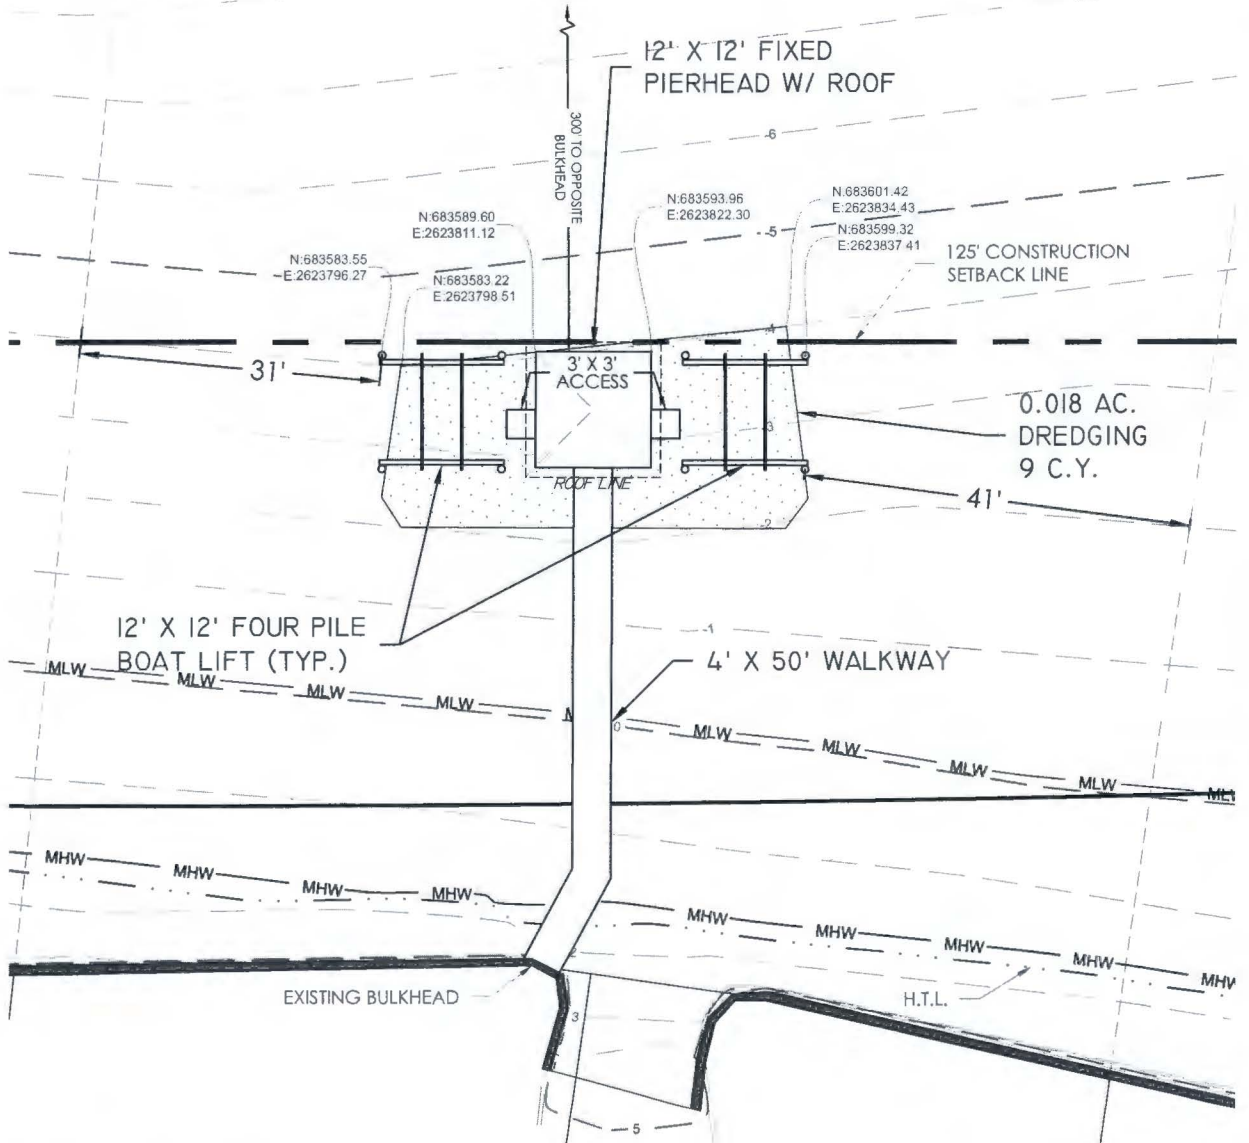 12' X 12' FIXED
PIERHEAD W/ ROOF
300' TO OPPOSITE
BULKHEAD
-6
N:683601.42
E:2623834.43
N:683593.96
E:2623822.30
N:683589.60
E:2623811.12
-5
N:683599.32
E:2623837.41
125' CONSTRUCTION
SETBACK LINE
N:683583.55
E:2623796.27
N:683583.22
E:2623798.51
-4
31'
3' X 3'
ACCESS
0.018 AC.
DREDGING
9 C.Y.
-3
ROOF LINE
41'
-2
12' X 12' FOUR PILE
BOAT LIFT (TYP.)
-1
4' X 50' WALKWAY
MLW MLW MLW MLW M 0 MLW MLW MLW MLW MLW
MHW MHW MHW MHW MHW MHW MHW MHW MHW
2
EXISTING BULKHEAD
H.T.L.
3
5